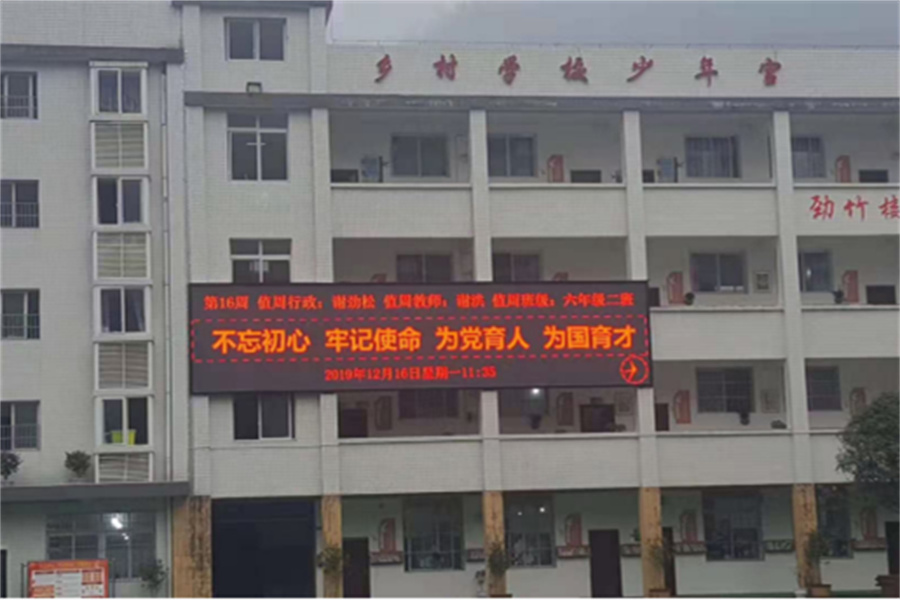 乡村学校少年宫
劲竹楼
第16周 值周行政：谢劲松 值周教师：谢洪 值周班级：六年级二班
不忘初心 牢记使命 为党育人 为国育才
2019年12月16日星期一11:35